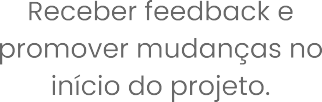 Receber feedback e
promover mudanças no
início do projeto.